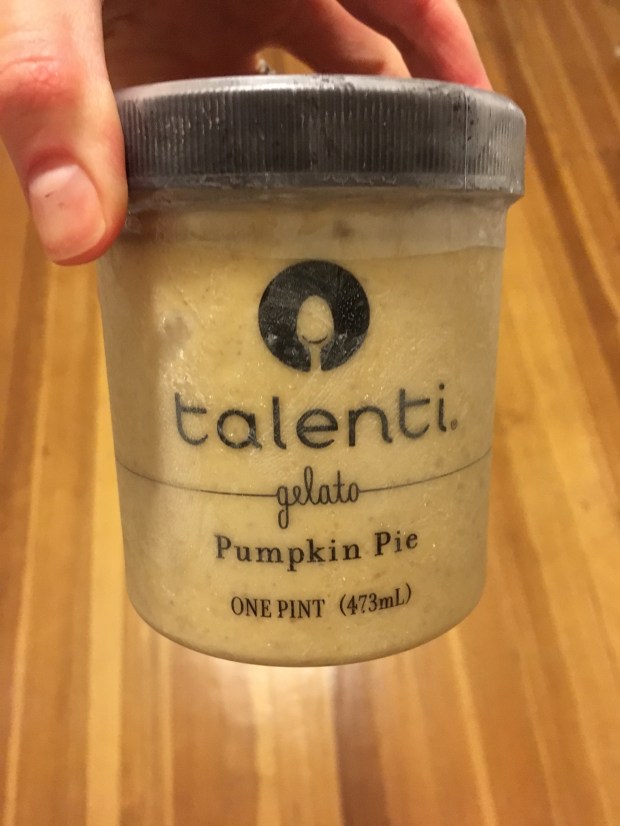 talenti.
gelato
Pumpkin Pie
ONE PINT (473mL)